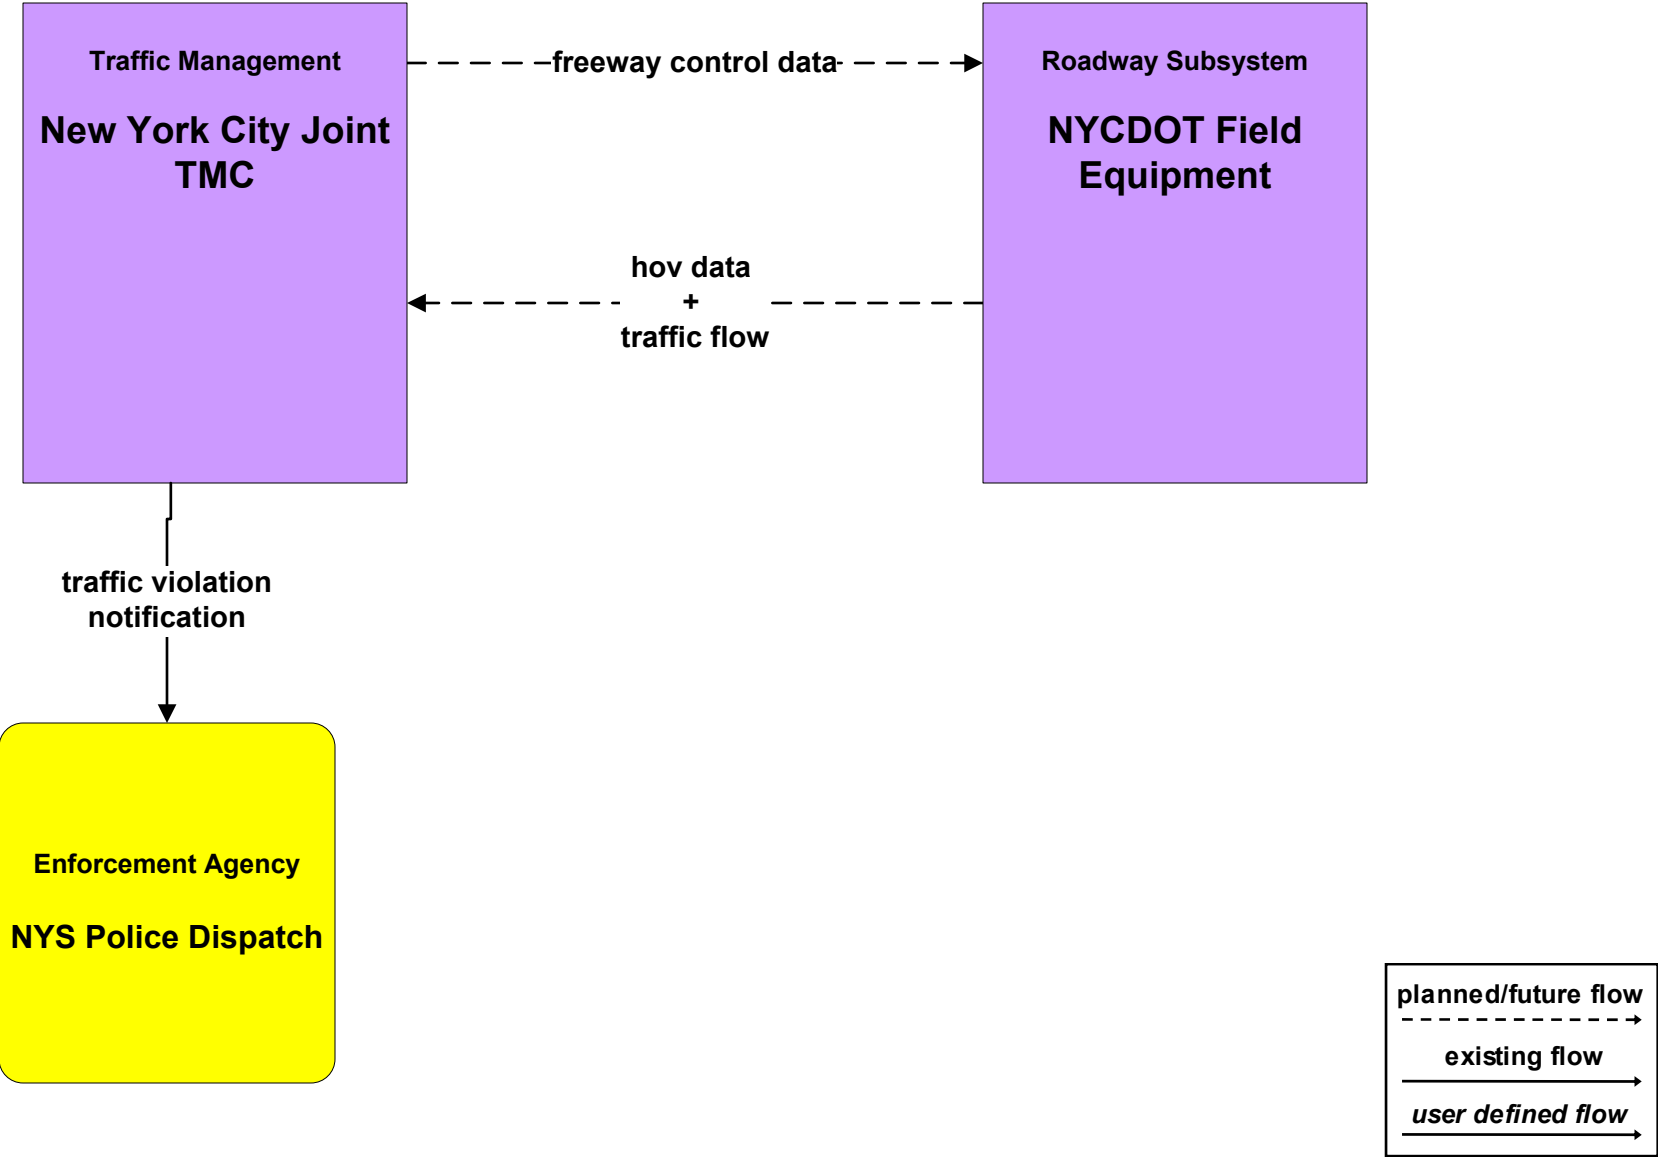 Traffic Management
New York City Joint
TMC
freeway control data
Roadway Subsystem
NYCDOT Field
Equipment
hov data
+
traffic flow
traffic violation
notification
Enforcement Agency
NYS Police Dispatch
planned/future flow
existing flow
user defined flow